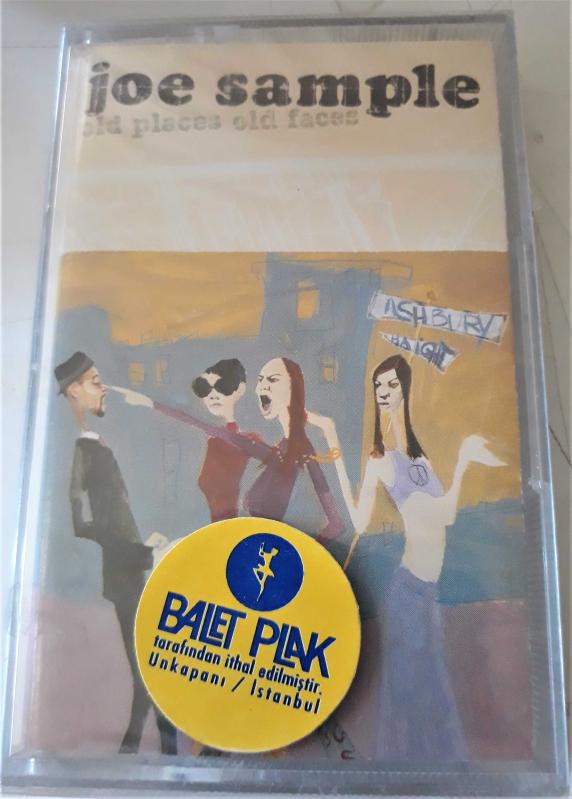 joe sample
old places old faces
ASHBURY
HAIGHT
BALET PLAK
tarafından ithal edilmiştir.
Unkapanı / İstanbul